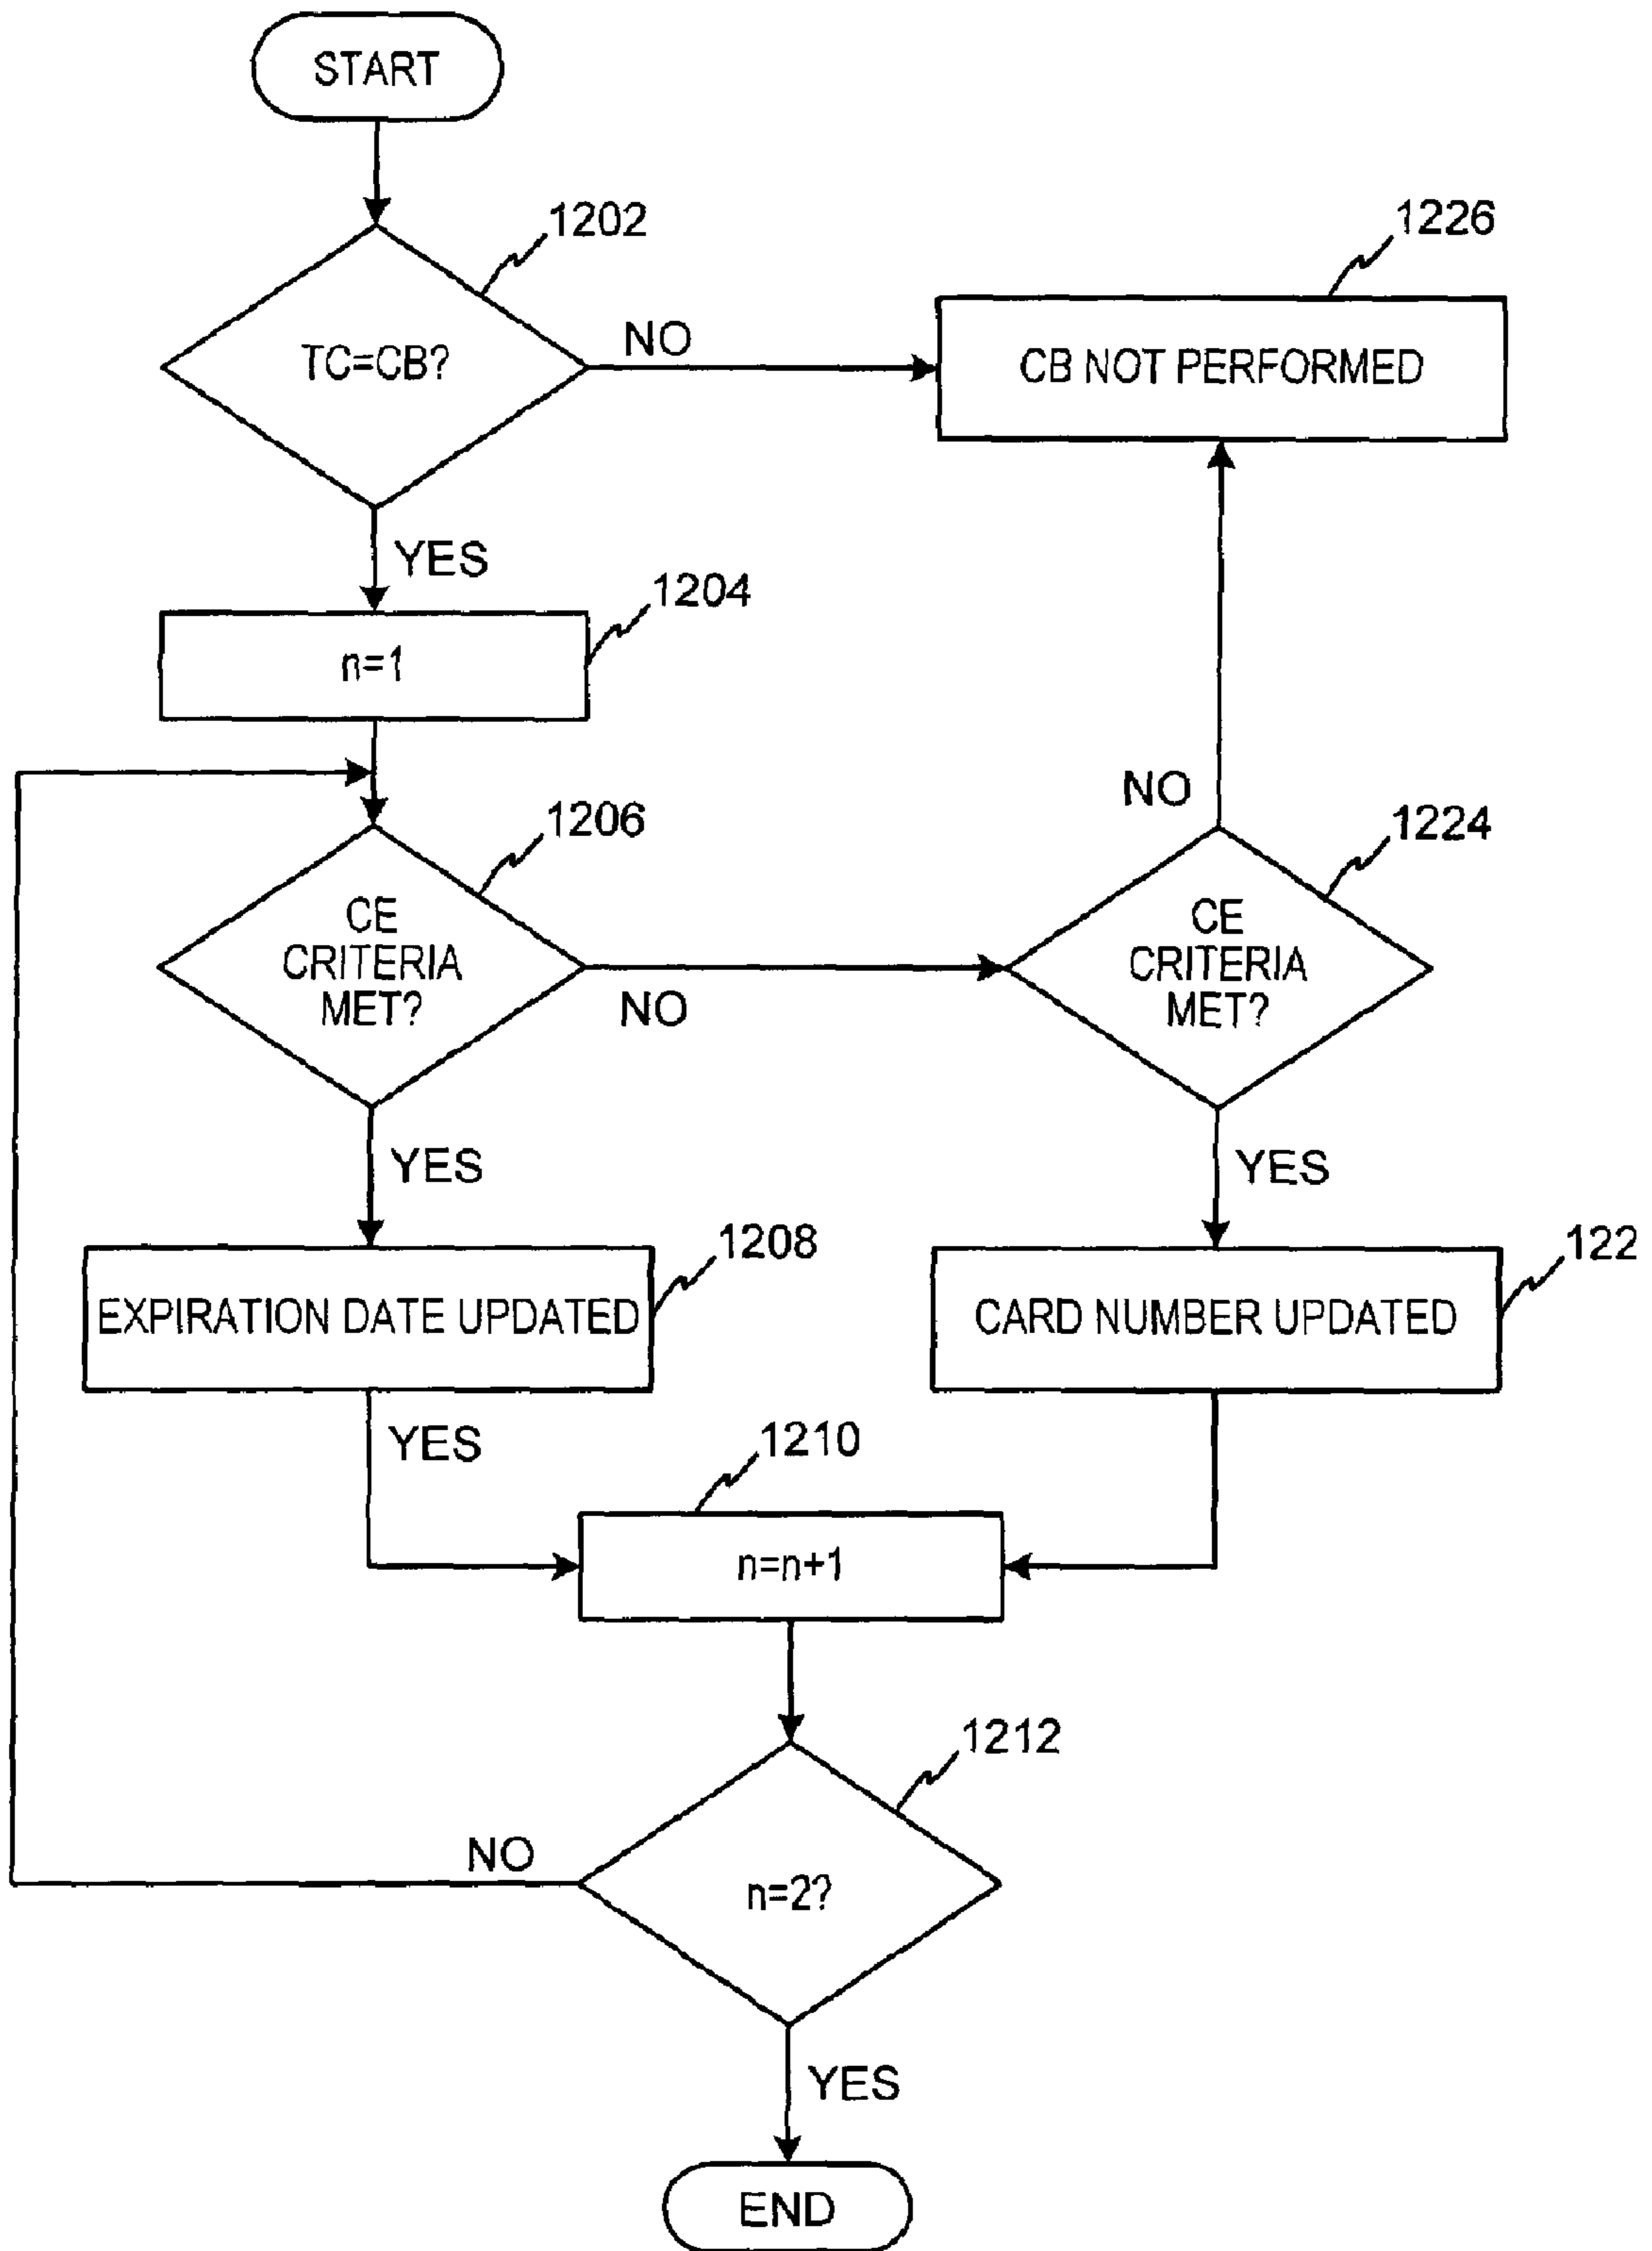 START
1202
TC=CB?
NO
1226
CB NOT PERFORMED
YES
1204
n=1
1206
CE
CRITERIA
MET?
NO
NO
1224
CE
CRITERIA
MET?
YES
YES
1208
EXPIRATION DATE UPDATED
122
CARD NUMBER UPDATED
YES
1210
n=n+1
1212
NO
n=2?
YES
END